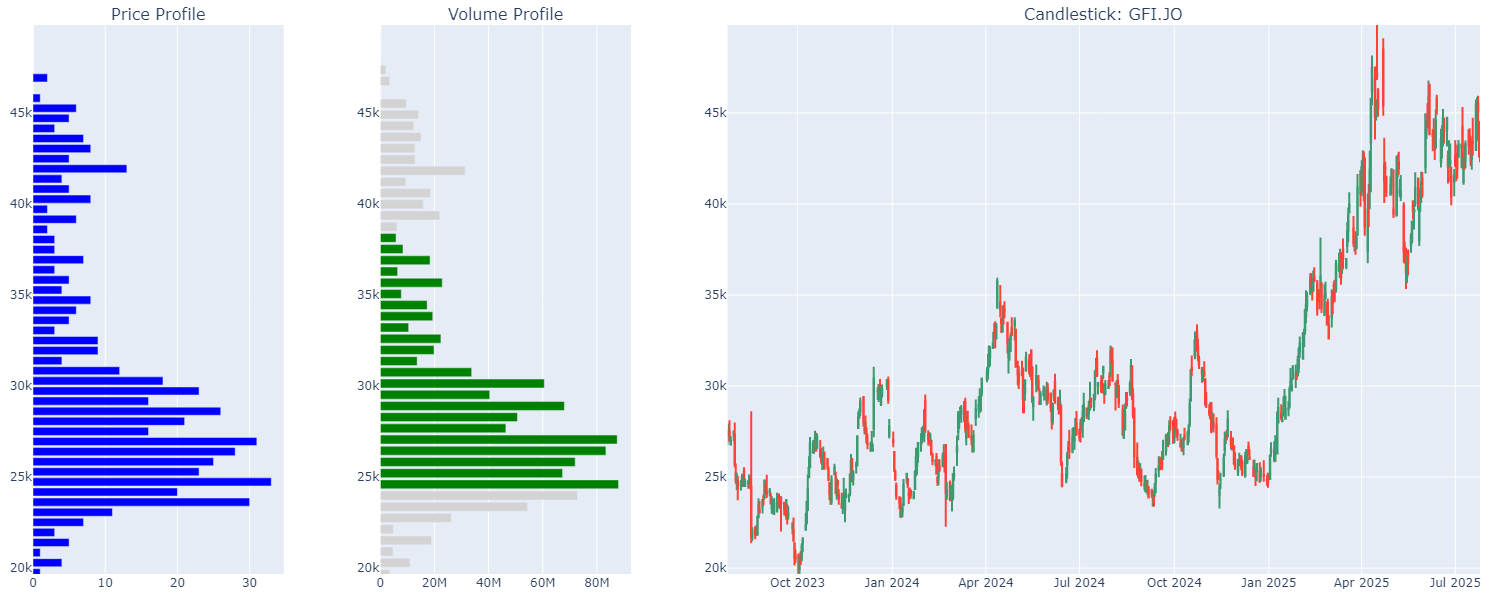 Price Profile
Volume Profile
Candlestick: GFI.JO
45k
40k
35k
30k
25k
20k
0
10
20
30
45k
40k
35k
30k
25k
20k
0
20M
40M
60M
80M
45k
40k
35k
30k
25k
20k
Oct 2023
Jan 2024
Apr 2024
Jul 2024
Oct 2024
Jan 2025
Apr 2025
Jul 2025